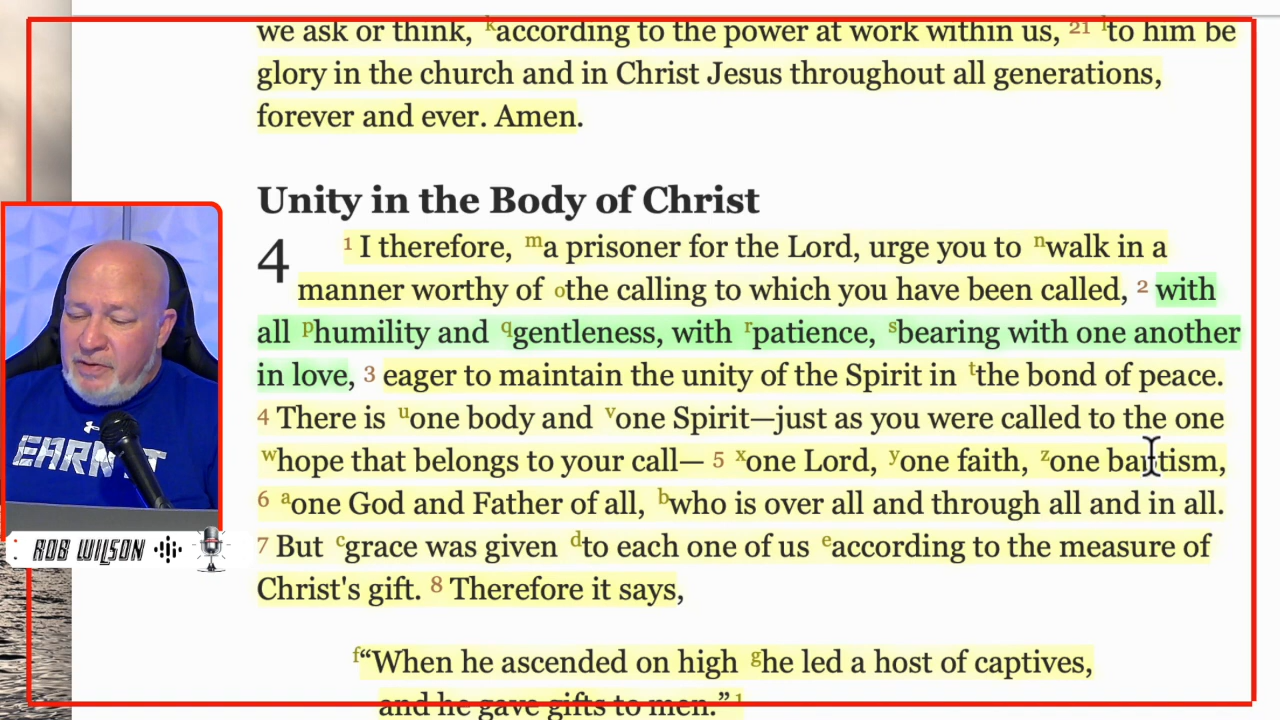 we ask or think, kaccording to the power at work within us, 21 lto him be
glory in the church and in Christ Jesus throughout all generations,
forever and ever. Amen.
Unity in the Body of Christ
4 1 I therefore, ma prisoner for the Lord, urge you to nwalk in a
manner worthy of othe calling to which you have been called, 2 with
all phumility and qgentleness, with rpatience, sbearing with one another
in love, 3 eager to maintain the unity of the Spirit in tthe bond of peace.
4 There is uone body and vone Spirit—just as you were called to the one
whope that belongs to your call— 5 xone Lord, yone faith, zone baptism,
6 aone God and Father of all, bwho is over all and through all and in all.
7 But cgrace was given dto each one of us eaccording to the measure of
Christ's gift. 8 Therefore it says,
f“When he ascended on high ghe led a host of captives,
and he gave gifts to men.”1
ROB WILSON